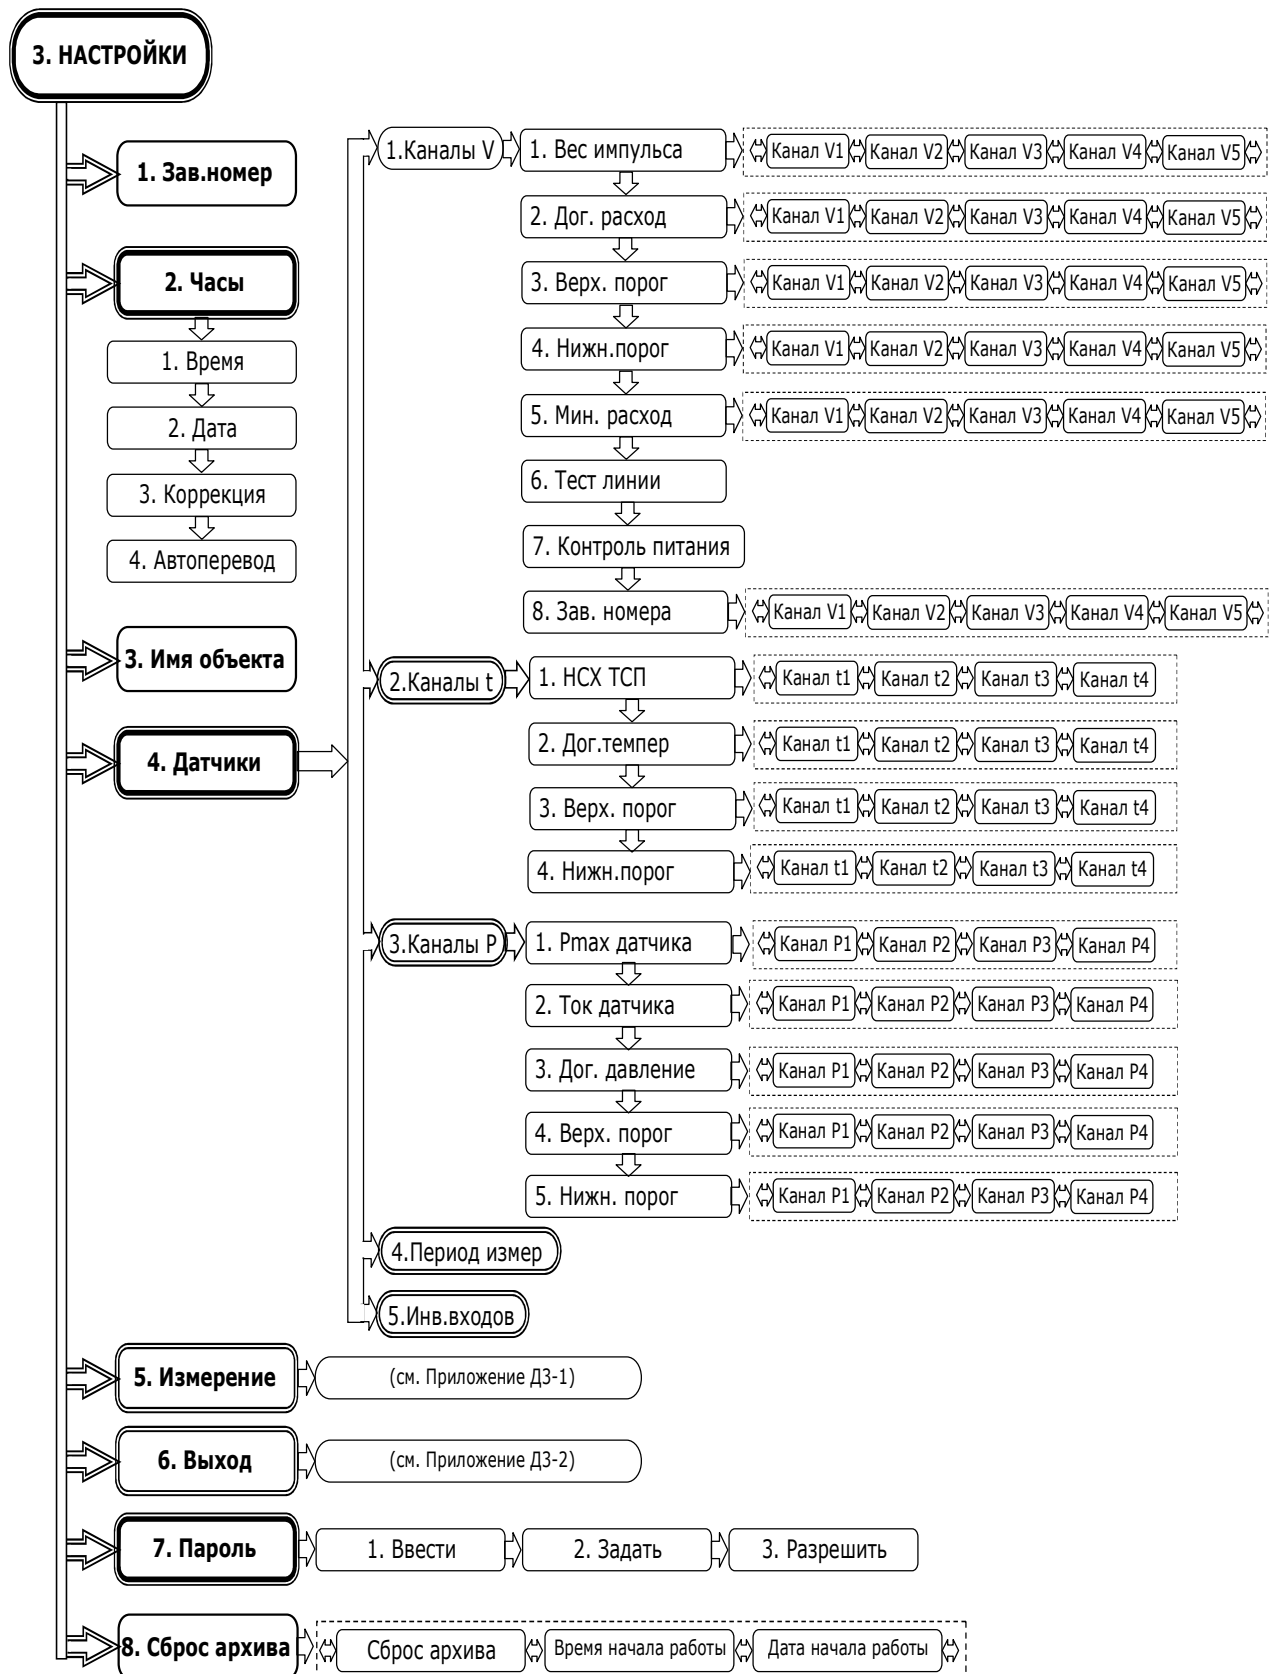 3. НАСТРОЙКИ
1. Зав.номер
2. Часы
1. Время
2. Дата
3. Коррекция
4. Автоперевод
3. Имя объекта
4. Датчики
1.Каналы V
1. Вес импульса
Канал V1 Канал V2 Канал V3 Канал V4 Канал V5
2. Дог. расход
Канал V1 Канал V2 Канал V3 Канал V4 Канал V5
3. Верх. порог
Канал V1 Канал V2 Канал V3 Канал V4 Канал V5
4. Нижн.порог
Канал V1 Канал V2 Канал V3 Канал V4 Канал V5
5. Мин. расход
Канал V1 Канал V2 Канал V3 Канал V4 Канал V5
6. Тест линии
7. Контроль питания
8. Зав. номера
Канал V1 Канал V2 Канал V3 Канал V4 Канал V5
2.Каналы t
1. НСХ ТСП
Канал t1 Канал t2 Канал t3 Канал t4
2. Дог.темпер
Канал t1 Канал t2 Канал t3 Канал t4
3. Верх. порог
Канал t1 Канал t2 Канал t3 Канал t4
4. Нижн.порог
Канал t1 Канал t2 Канал t3 Канал t4
3.Каналы P
1. Pmax датчика
Канал P1 Канал P2 Канал P3 Канал P4
2. Ток датчика
Канал P1 Канал P2 Канал P3 Канал P4
3. Дог. давление
Канал P1 Канал P2 Канал P3 Канал P4
4. Верх. порог
Канал P1 Канал P2 Канал P3 Канал P4
5. Нижн. порог
Канал P1 Канал P2 Канал P3 Канал P4
4.Период измер
5.Инв.входов
5. Измерение
(см. Приложение Д3-1)
6. Выход
(см. Приложение Д3-2)
7. Пароль
1. Ввести
2. Задать
3. Разрешить
8. Сброс архива
Сброс архива
Время начала работы
Дата начала работы